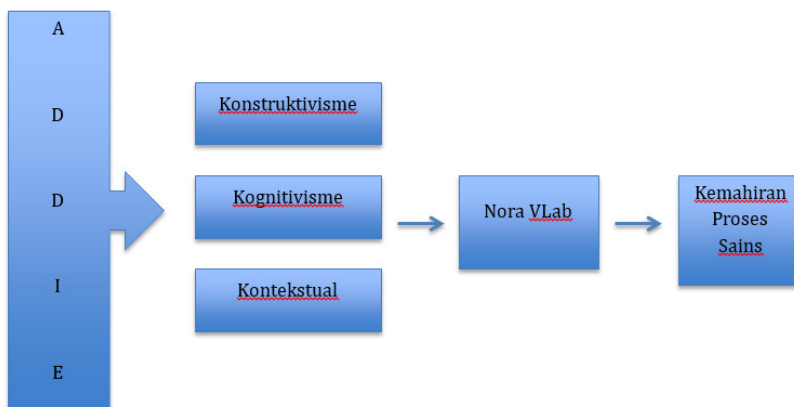 A
D
D
I
E
Konstruktivisme
Kognitivisme
Kontekstual
Nora VLab
Kemahiran
Proses
Sains